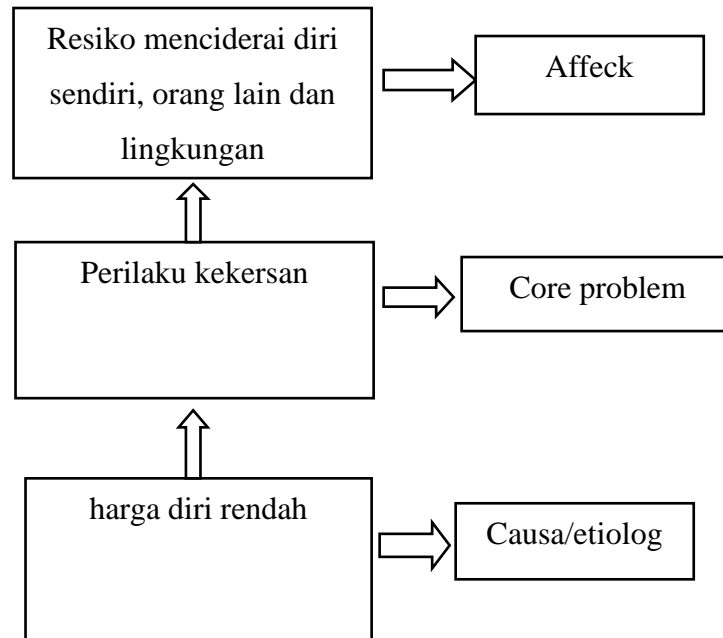 Resiko menciderai diri
sendiri, orang lain dan
lingkungan
Affeck
Perilaku kekersan
Core problem
harga diri rendah
Causa/etiolog